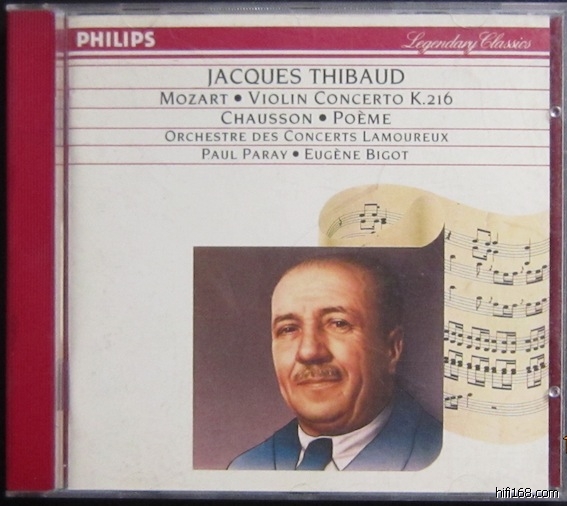 PHILIPS Legendary Classics
JACQUES THIBAUD
MOZART • VIOLIN CONCERTO K.216
CHAUSSON • POÈME
ORCHESTRE DES CONCERTS LAMOUREUX
PAUL PARAY • EUGÈNE BIGOT
hifi168.com